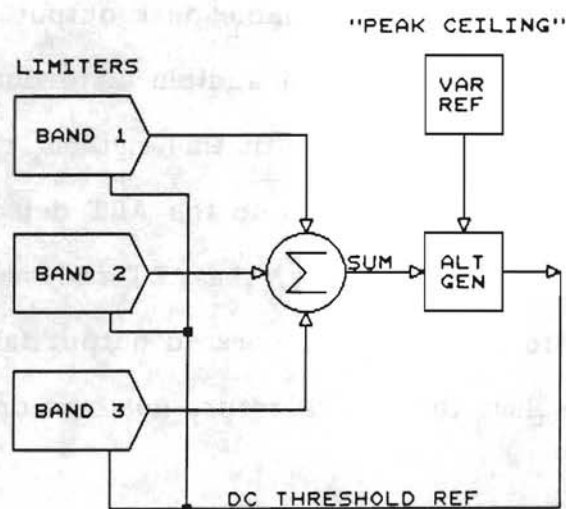 "PEAK CEILING"
LIMITERS
VAR
REF
BAND 1
BAND 2
SUM
ALT
GEN
BAND 3
DC THRESHOLD REF